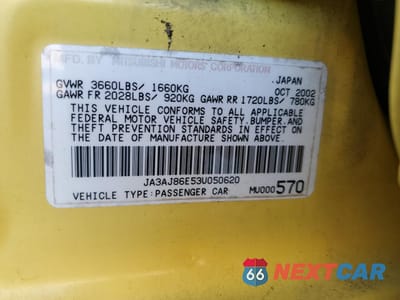 MFD. BY MITSUBISHI MOTORS CORPORATION
JAPAN
GVWR 3660LBS/ 1660KG OCT 2002
GAWR FR 2028LBS/ 920KG GAWR RR 1720LBS/ 780KG
THIS VEHICLE CONFORMS TO ALL APPLICABLE
FEDERAL MOTOR VEHICLE SAFETY,BUMPER,AND
THEFT PREVENTION STANDARDS IN EFFECT ON
THE DATE OF MANUFACTURE SHOWN ABOVE.
JA3AJ86E53U050620
VEHICLE TYPE:PASSENGER CAR MU000570
66 NEXTCAR